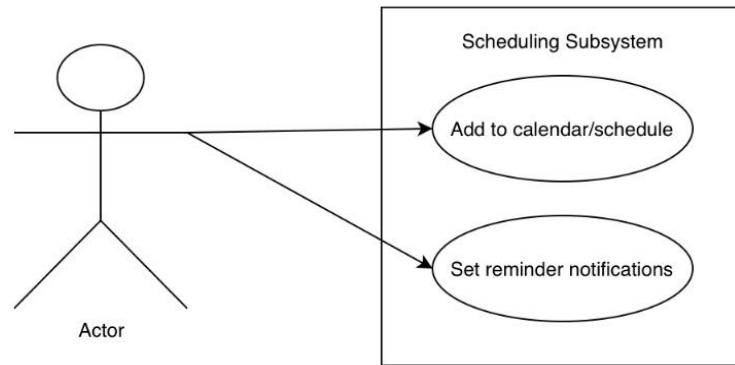 Scheduling Subsystem
Add to calendar/schedule
Set reminder notifications
Actor